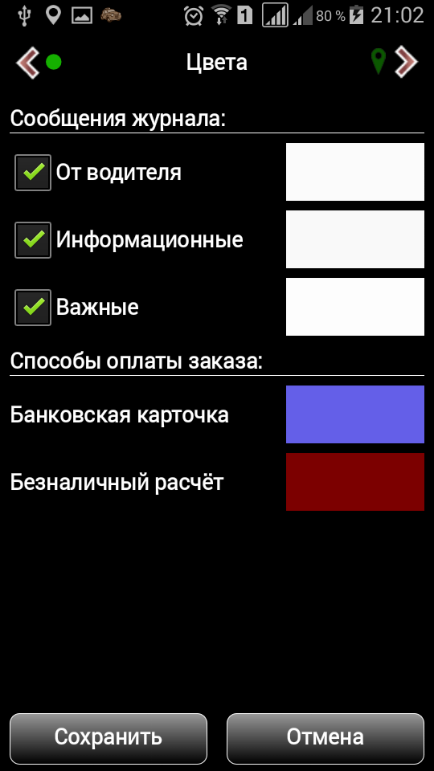 1 80 % 21:02
Цвета
Сообщения журнала:
От водителя
Информационные
Важные
Способы оплаты заказа:
Банковская карточка
Безналичный расчёт
Сохранить Отмена